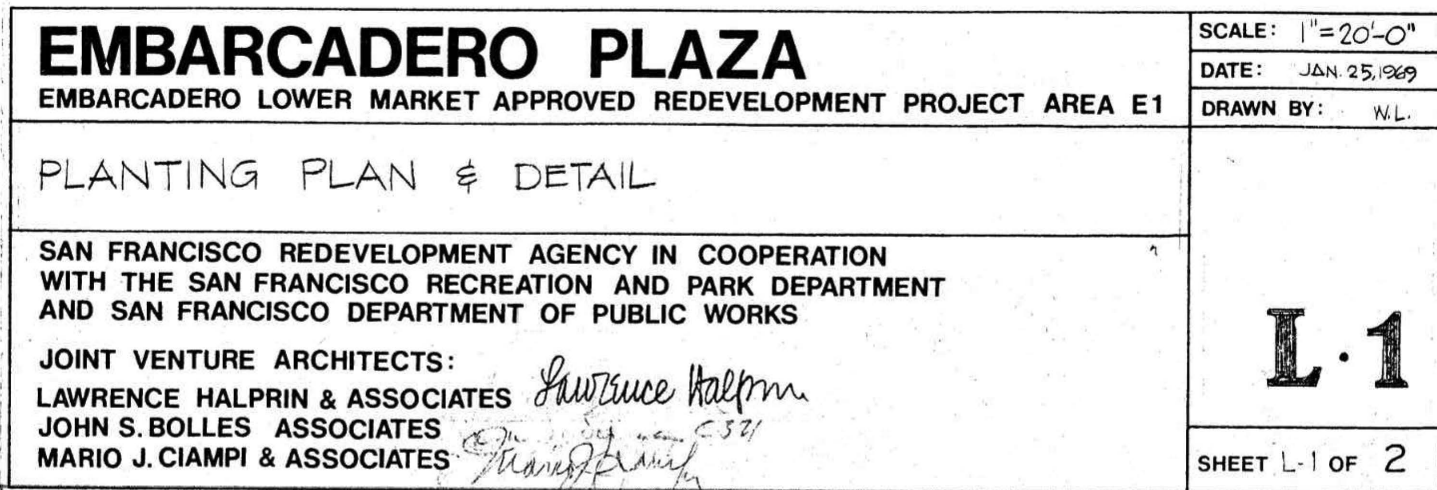 EMBARCADERO PLAZA
EMBARCADERO LOWER MARKET APPROVED REDEVELOPMENT PROJECT AREA E1
SCALE: 1"=20'-0"
DATE: JAN. 25, 1969
DRAWN BY: W.L.
PLANTING PLAN & DETAIL
SAN FRANCISCO REDEVELOPMENT AGENCY IN COOPERATION
WITH THE SAN FRANCISCO RECREATION AND PARK DEPARTMENT
AND SAN FRANCISCO DEPARTMENT OF PUBLIC WORKS
JOINT VENTURE ARCHITECTS:
LAWRENCE HALPRIN & ASSOCIATES Lawrence Halprin
JOHN S. BOLLES ASSOCIATES
MARIO J. CIAMPI & ASSOCIATES
L·1
SHEET L-1 OF 2